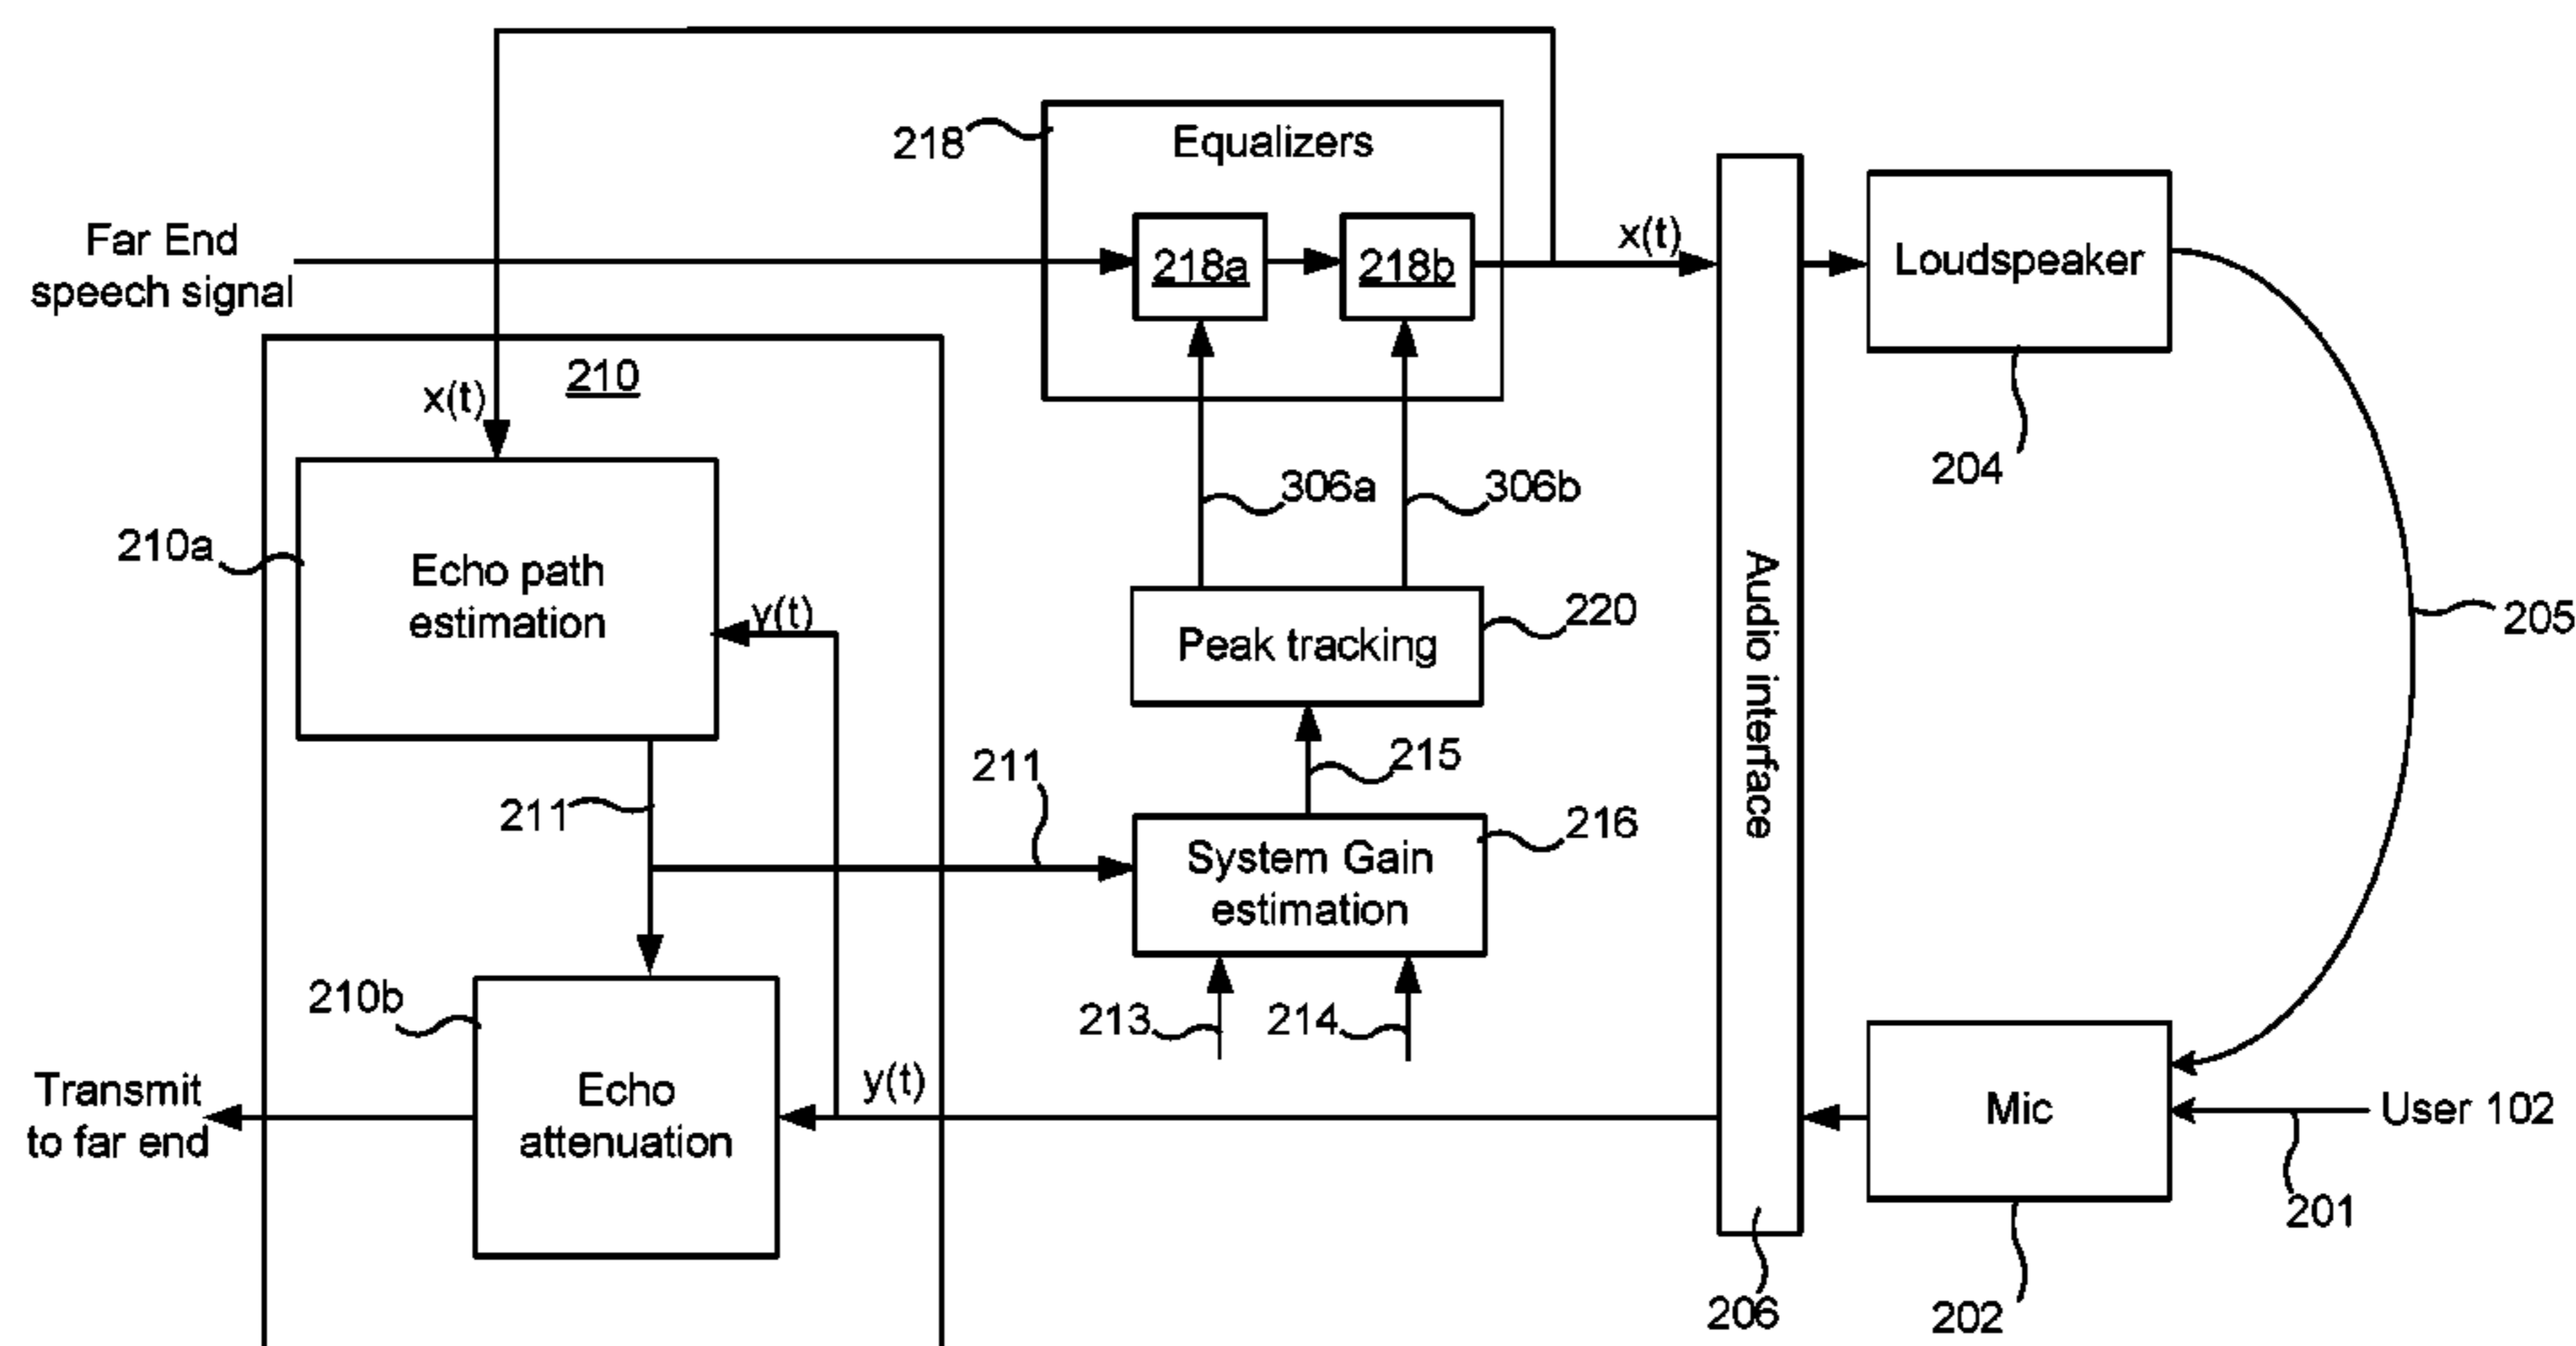 218
Equalizers
Far End
speech signal
218a
218b
x(t)
Loudspeaker
210
x(t)
204
306a
306b
210a
Echo path
estimation
y(t)
220
Peak tracking
205
Audio interface
211
211
215
216
System Gain
estimation
210b
213
214
Transmit
to far end
Echo
attenuation
y(t)
Mic
User 102
201
206
202